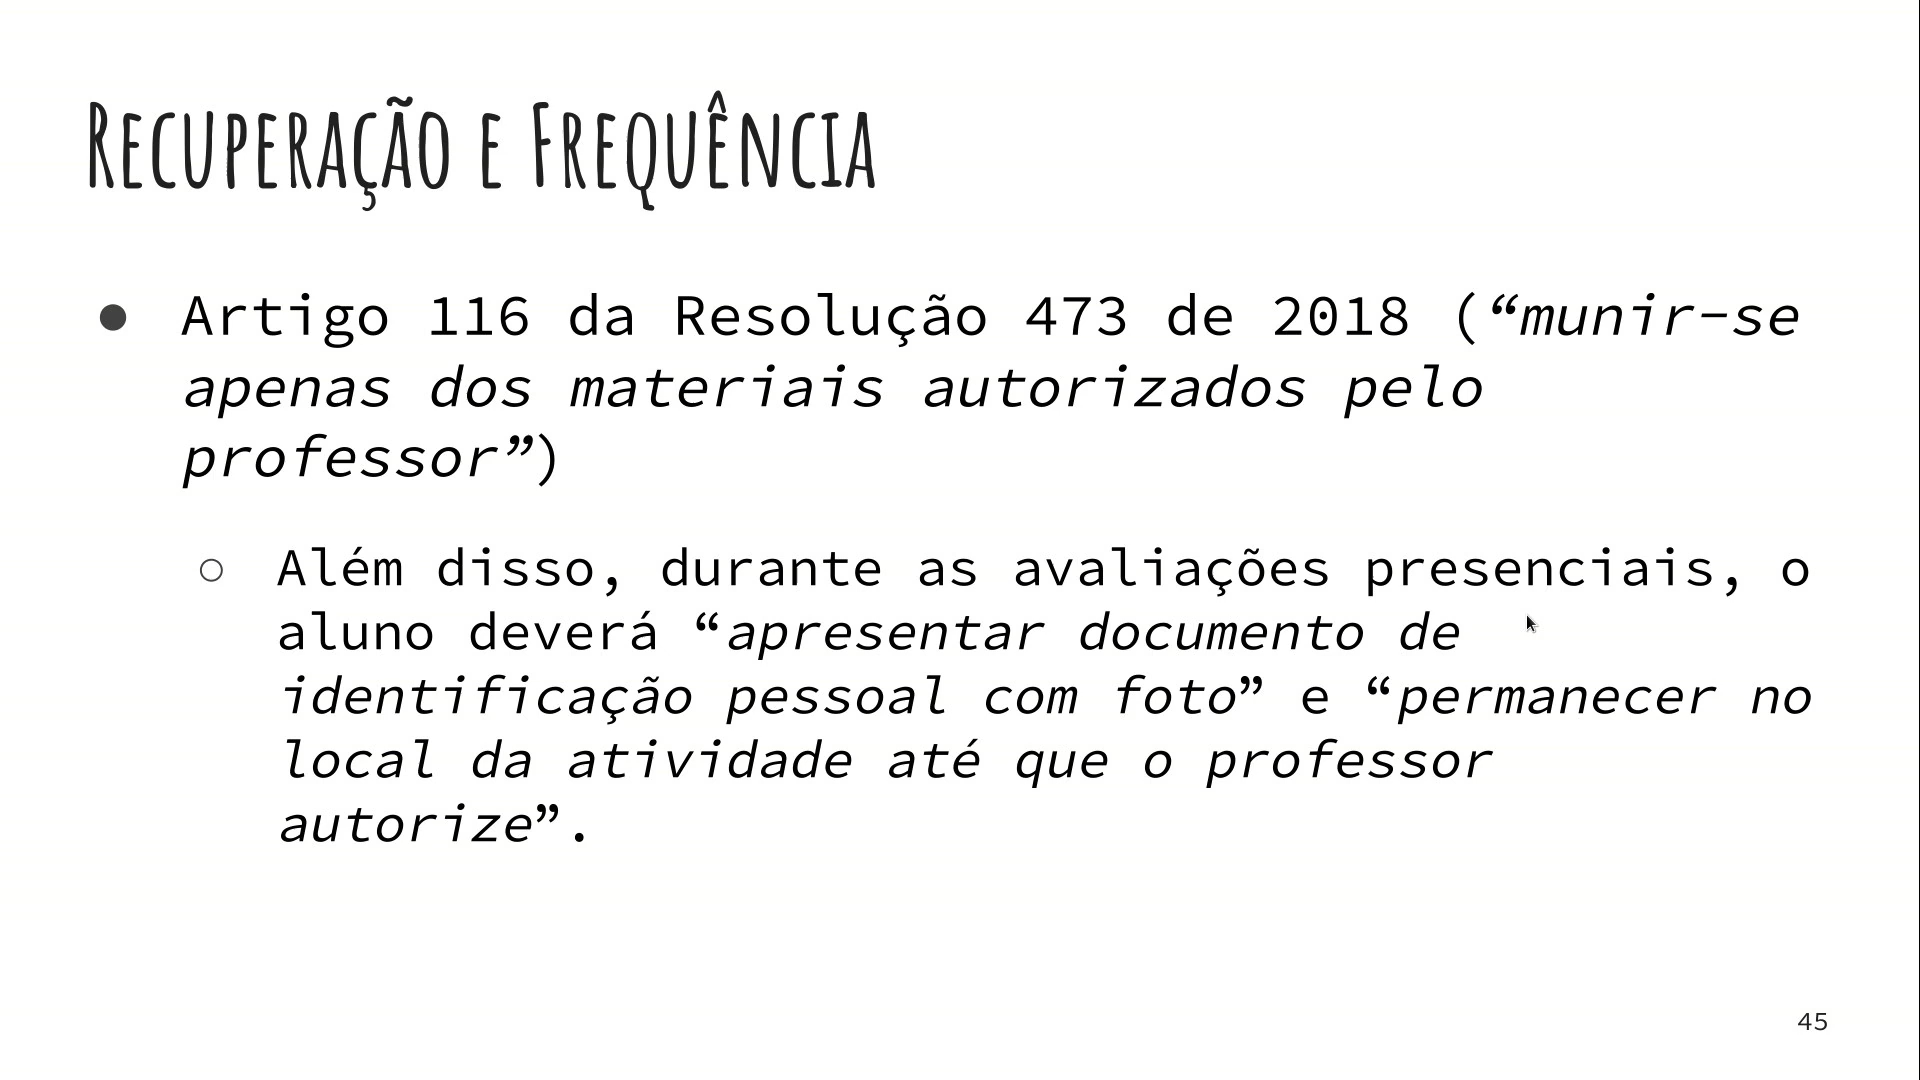 Recuperação e Frequência
● Artigo 116 da Resolução 473 de 2018 (“munir-se
apenas dos materiais autorizados pelo
professor”)
○ Além disso, durante as avaliações presenciais, o
aluno deverá “apresentar documento de
identificação pessoal com foto” e “permanecer no
local da atividade até que o professor
autorize”.
45